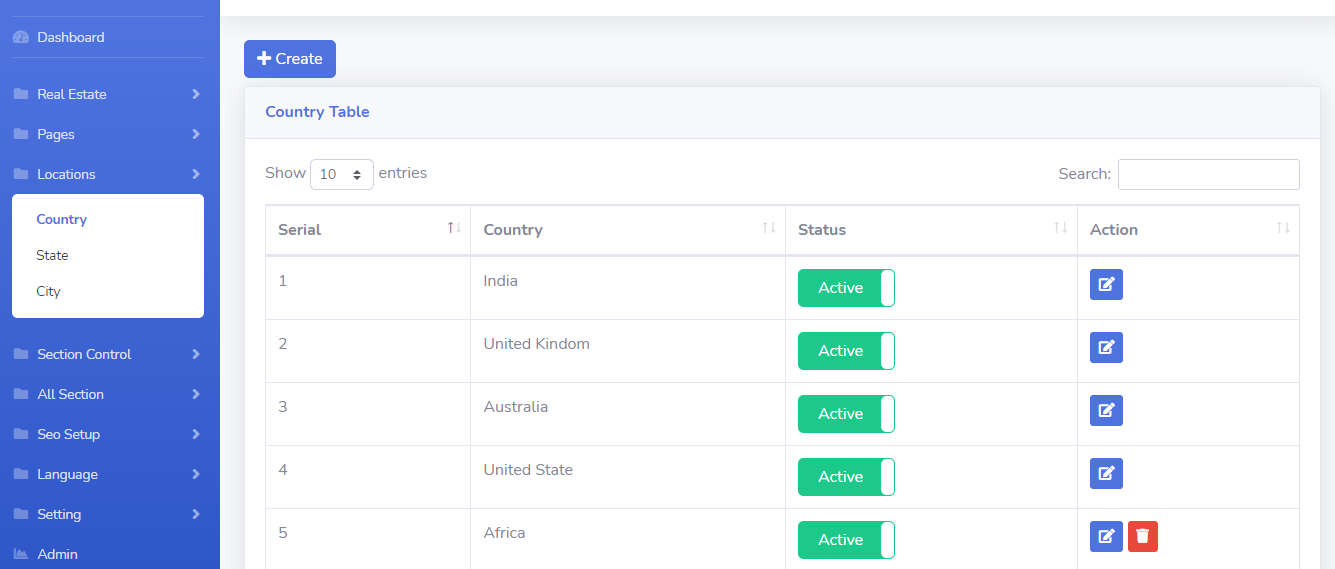 Dashboard
Real Estate
Pages
Locations
Country
State
City
Section Control
All Section
Seo Setup
Language
Setting
Admin
Create
Country Table
Show 10 entries
Search:
Serial Country Status Action
1 India Active
2 United Kindom Active
3 Australia Active
4 United State Active
5 Africa Active